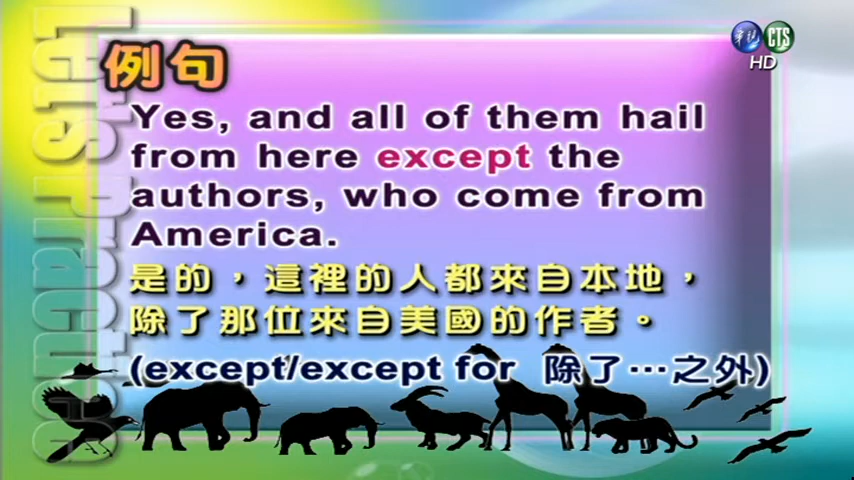 Let's Practice
華視 CTS
HD
例句
Yes, and all of them hail
from here except the
authors, who come from
America.
是的，這裡的人都來自本地，
除了那位來自美國的作者。
(except/except for 除了…之外)